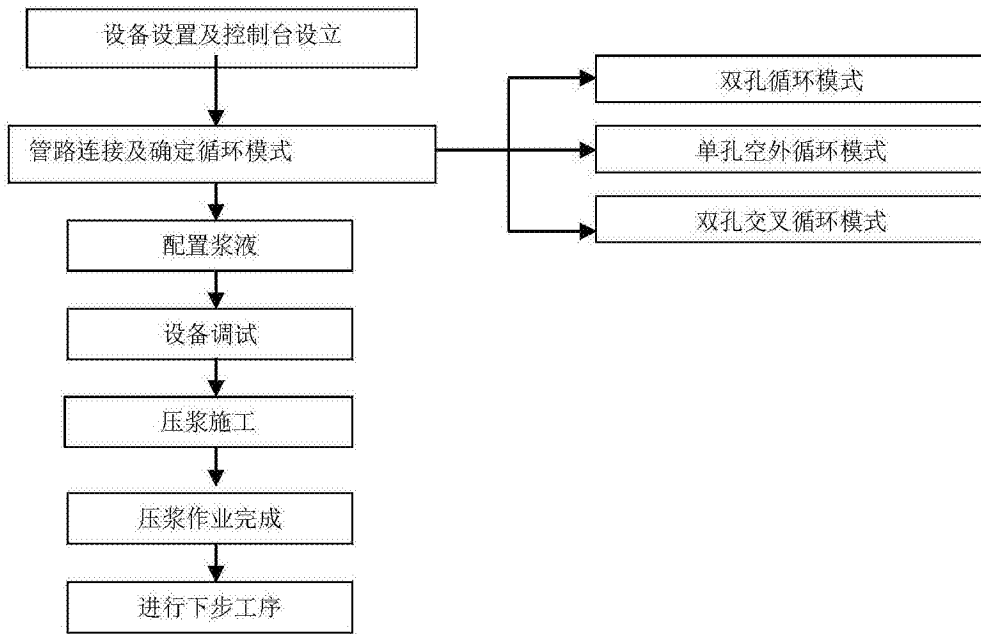 设备设置及控制台设立
管路连接及确定循环模式
双孔循环模式
单孔空外循环模式
双孔交叉循环模式
配置浆液
设备调试
压浆施工
压浆作业完成
进行下步工序